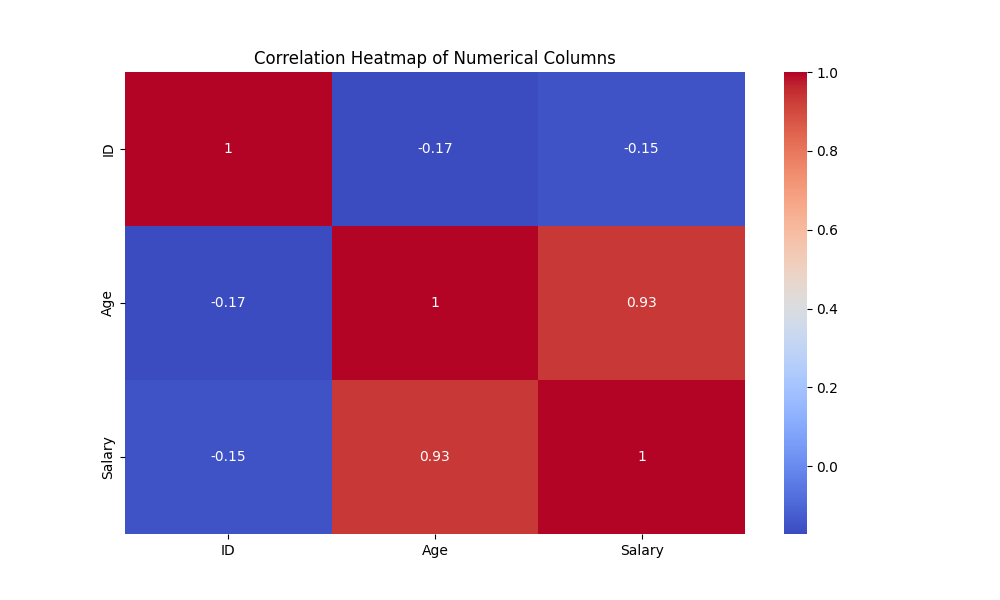 Correlation Heatmap of Numerical Columns
1.0
ID
1
-0.17
-0.15
0.8
0.6
Age
-0.17
1
0.93
0.4
0.2
Salary
-0.15
0.93
1
0.0
ID
Age
Salary